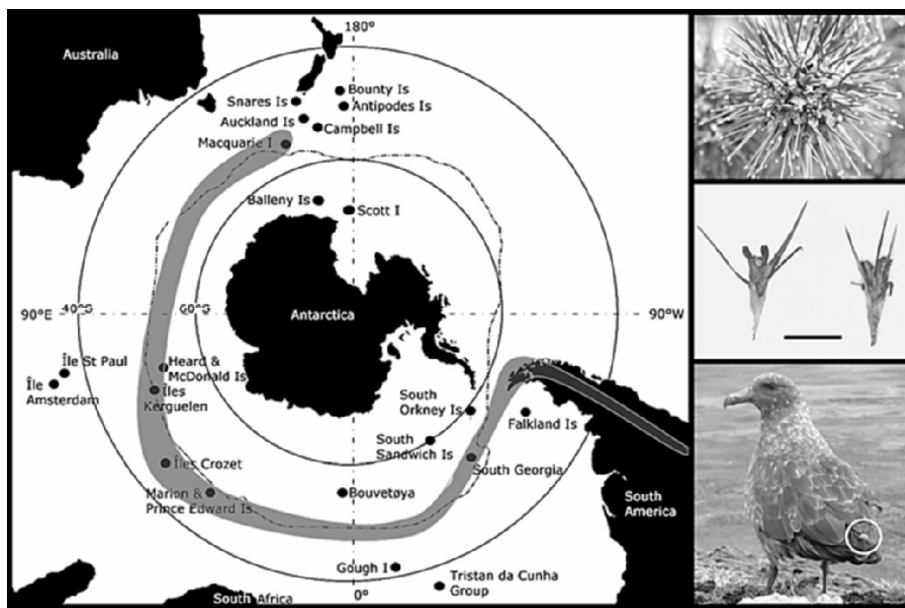 180°
Australia
Bounty Is
Snares Is
Antipodes Is
Auckland Is
Campbell Is
Macquarie I
Balleny Is
Scott I
90°E
40°S
60°S
Antarctica
90°W
Île St Paul
Heard &
McDonald Is
Île
Amsterdam
Îles
Kerguelen
South
Orkney Is
Falkland Is
South
Sandwich Is
Îles Crozet
South Georgia
Marion &
Prince Edward Is
Bouvetøya
South
America
Gough I
Tristan da Cunha
Group
South Africa
0°